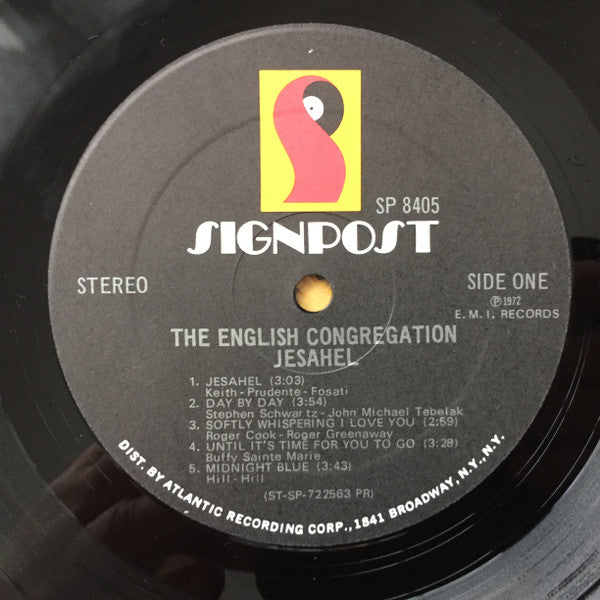 SP 8405
SIGNPOST
STEREO
SIDE ONE
℗ 1972
E. M. I. RECORDS
THE ENGLISH CONGREGATION
JESAHEL
1. JESAHEL (3:03)
Keith - Prudente - Fosati
2. DAY BY DAY (3:54)
Stephen Schwartz - John Michael Tebelak
3. SOFTLY WHISPERING I LOVE YOU (2:59)
Roger Cook - Roger Greenaway
4. UNTIL IT'S TIME FOR YOU TO GO (3:28)
Buffy Sainte Marie
5. MIDNIGHT BLUE (3:43)
Hill - Hill
(ST-SP-722563 PR)
DIST. BY ATLANTIC RECORDING CORP., 1841 BROADWAY, N.Y., N.Y.